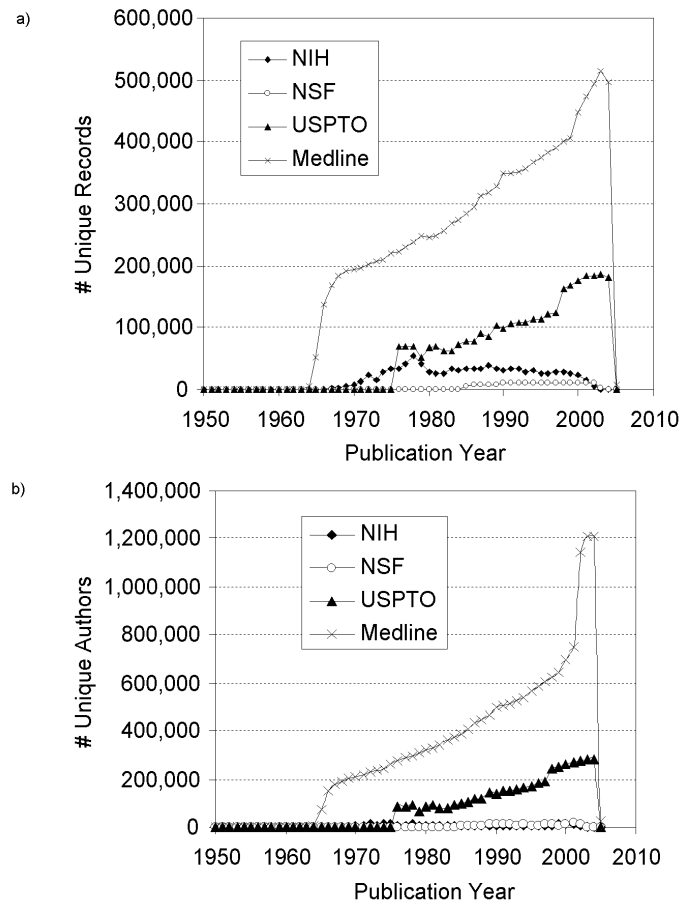 a)
600,000
500,000
400,000
300,000
200,000
100,000
0
# Unique Records
NIH
NSF
USPTO
Medline
1950 1960 1970 1980 1990 2000 2010
Publication Year
b)
1,400,000
1,200,000
1,000,000
800,000
600,000
400,000
200,000
0
# Unique Authors
NIH
NSF
USPTO
Medline
1950 1960 1970 1980 1990 2000 2010
Publication Year